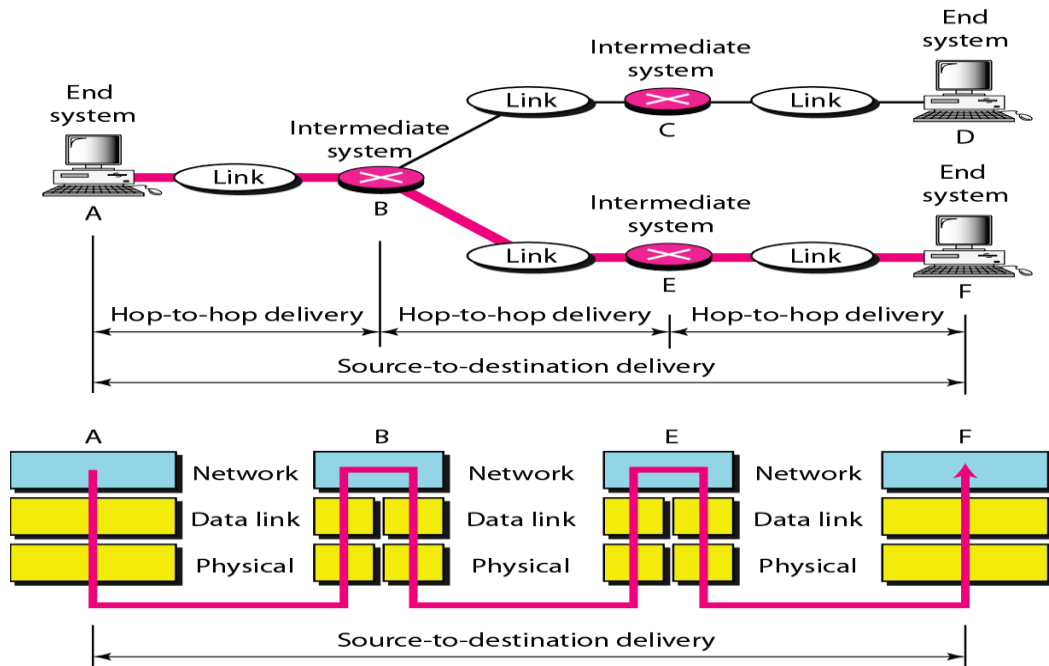 End
system
Intermediate
system
Link
C
Link
D
End
system
Intermediate
system
A
Link
B
Intermediate
system
End
system
Link
E
Link
F
Hop-to-hop delivery
Hop-to-hop delivery
Hop-to-hop delivery
Source-to-destination delivery
A
B
E
F
Network
Network
Network
Data link
Data link
Data link
Physical
Physical
Physical
Source-to-destination delivery